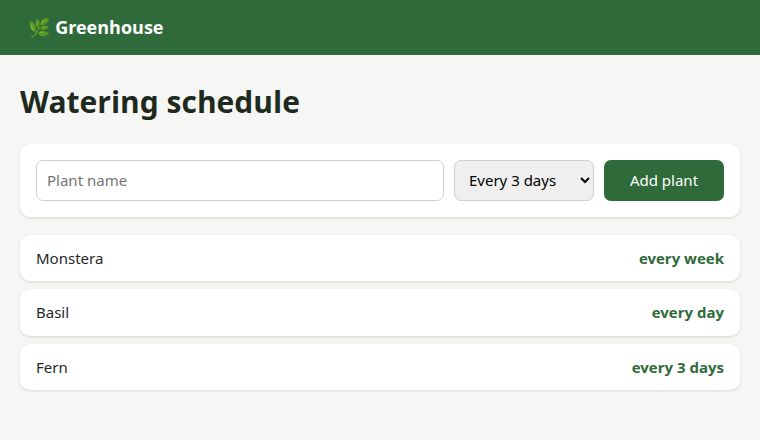 🌿 Greenhouse
Watering schedule
Plant name
Every 3 days
Add plant
Monstera every week
Basil every day
Fern every 3 days